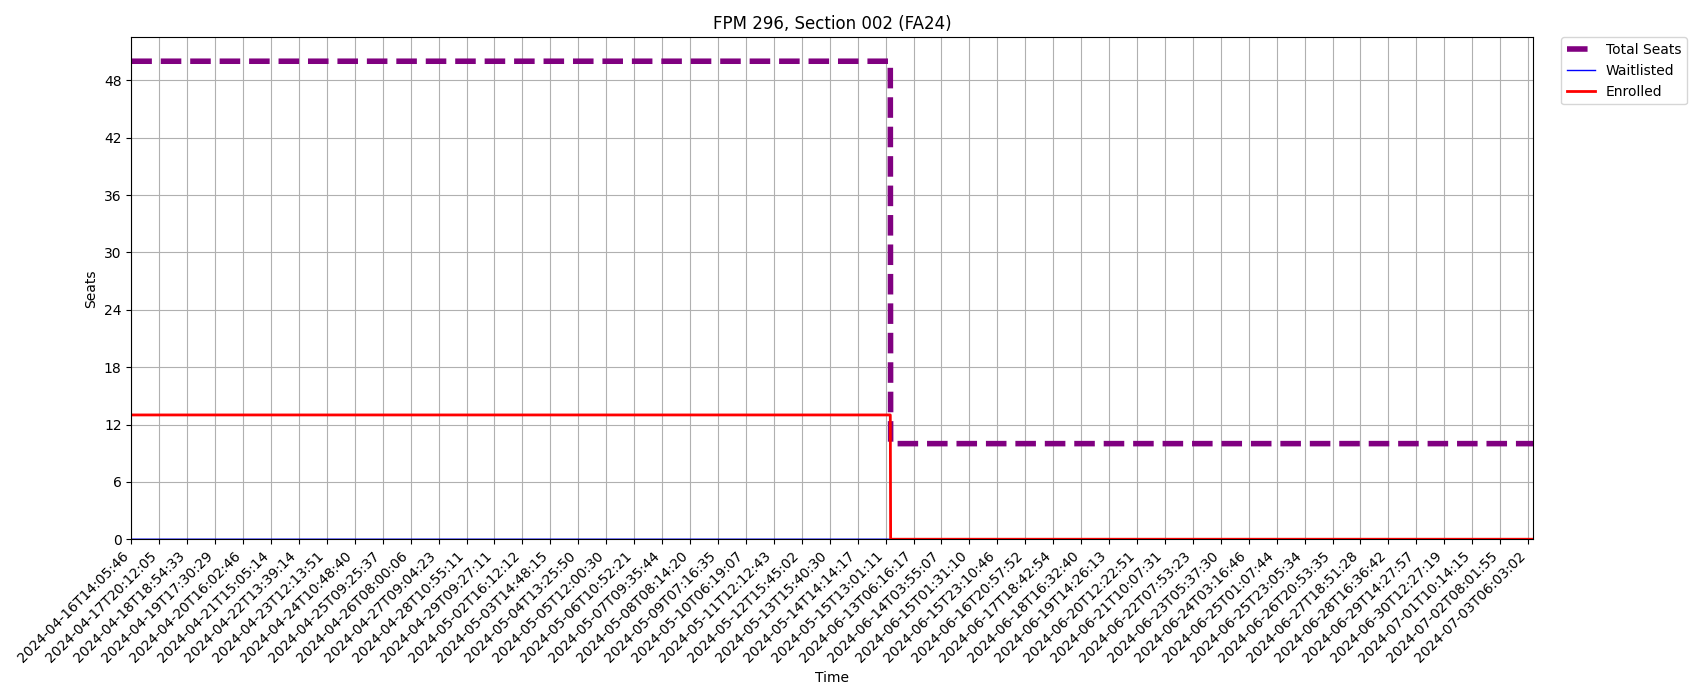 FPM 296, Section 002 (FA24)
Total Seats
Waitlisted
Enrolled
Seats
48
42
36
30
24
18
12
6
0
2024-04-16T14:05:46
2024-04-17T20:12:05
2024-04-18T18:54:33
2024-04-19T17:30:29
2024-04-20T16:02:46
2024-04-21T15:05:14
2024-04-22T13:39:14
2024-04-23T12:13:51
2024-04-24T10:48:40
2024-04-25T09:25:37
2024-04-26T08:00:06
2024-04-27T09:04:23
2024-04-28T10:55:11
2024-04-29T09:27:11
2024-05-02T16:12:12
2024-05-03T14:48:15
2024-05-04T13:25:50
2024-05-05T12:00:30
2024-05-06T10:52:21
2024-05-07T09:35:44
2024-05-08T08:14:20
2024-05-09T07:16:35
2024-05-10T06:19:07
2024-05-11T12:12:43
2024-05-12T15:45:02
2024-05-13T15:40:30
2024-05-14T14:14:17
2024-05-15T13:01:11
2024-06-13T06:16:17
2024-06-14T03:55:07
2024-06-15T01:31:10
2024-06-15T23:10:46
2024-06-16T20:57:52
2024-06-17T18:42:54
2024-06-18T16:32:40
2024-06-19T14:26:13
2024-06-20T12:22:51
2024-06-21T10:07:31
2024-06-22T07:53:23
2024-06-23T05:37:30
2024-06-24T03:16:46
2024-06-25T01:07:44
2024-06-25T23:05:34
2024-06-26T20:53:35
2024-06-27T18:51:28
2024-06-28T16:36:42
2024-06-29T14:27:57
2024-06-30T12:27:19
2024-07-01T10:14:15
2024-07-02T08:01:55
2024-07-03T06:03:02
Time